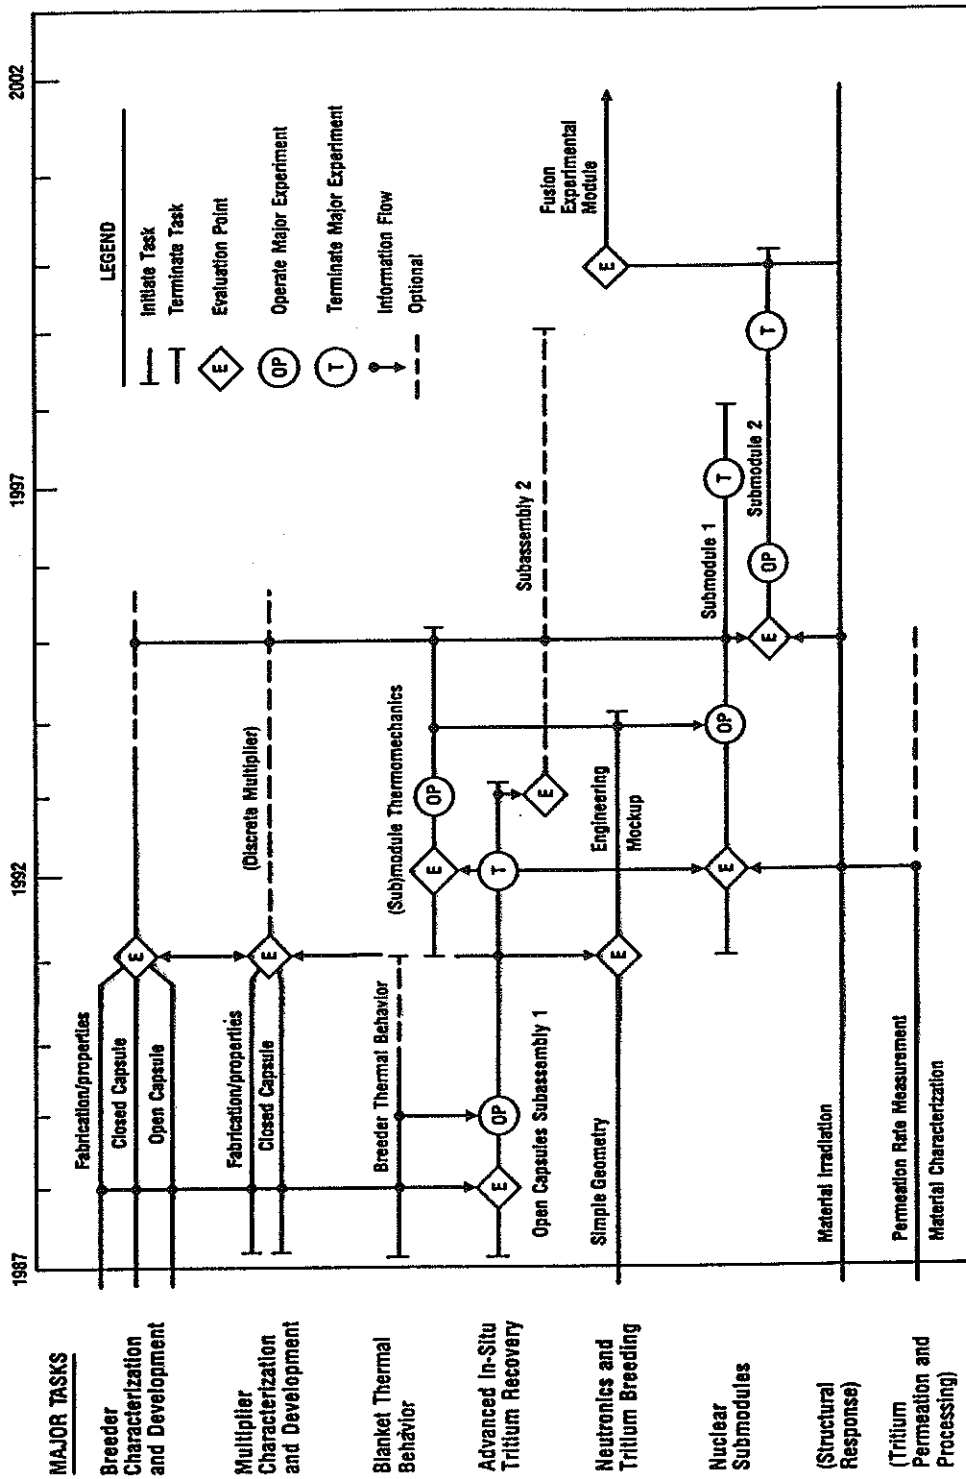 1987
1992
1997
2002
MAJOR TASKS
Breeder
Characterization
and Development
Fabrication/properties
Closed Capsule
Open Capsule
E
Multiplier
Characterization
and Development
Fabrication/properties
Closed Capsule
E
(Discrete Multiplier)
Blanket Thermal
Behavior
Breeder Thermal Behavior
(Sub)module Thermomechanics
E
OP
Advanced In-Situ
Tritium Recovery
E
OP
T
Open Capsules Subassembly 1
E
Subassembly 2
Neutronics and
Tritium Breeding
Simple Geometry
E
Engineering
Mockup
Nuclear
Submodules
E
OP
Submodule 1
T
E
OP
Submodule 2
T
E
Fusion
Experimental
Module
(Structural
Response)
Material Irradiation
(Tritium
Permeation and
Processing)
Permeation Rate Measurement
Material Characterization
LEGEND
Initiate Task
Terminate Task
E Evaluation Point
OP Operate Major Experiment
T Terminate Major Experiment
Information Flow
Optional